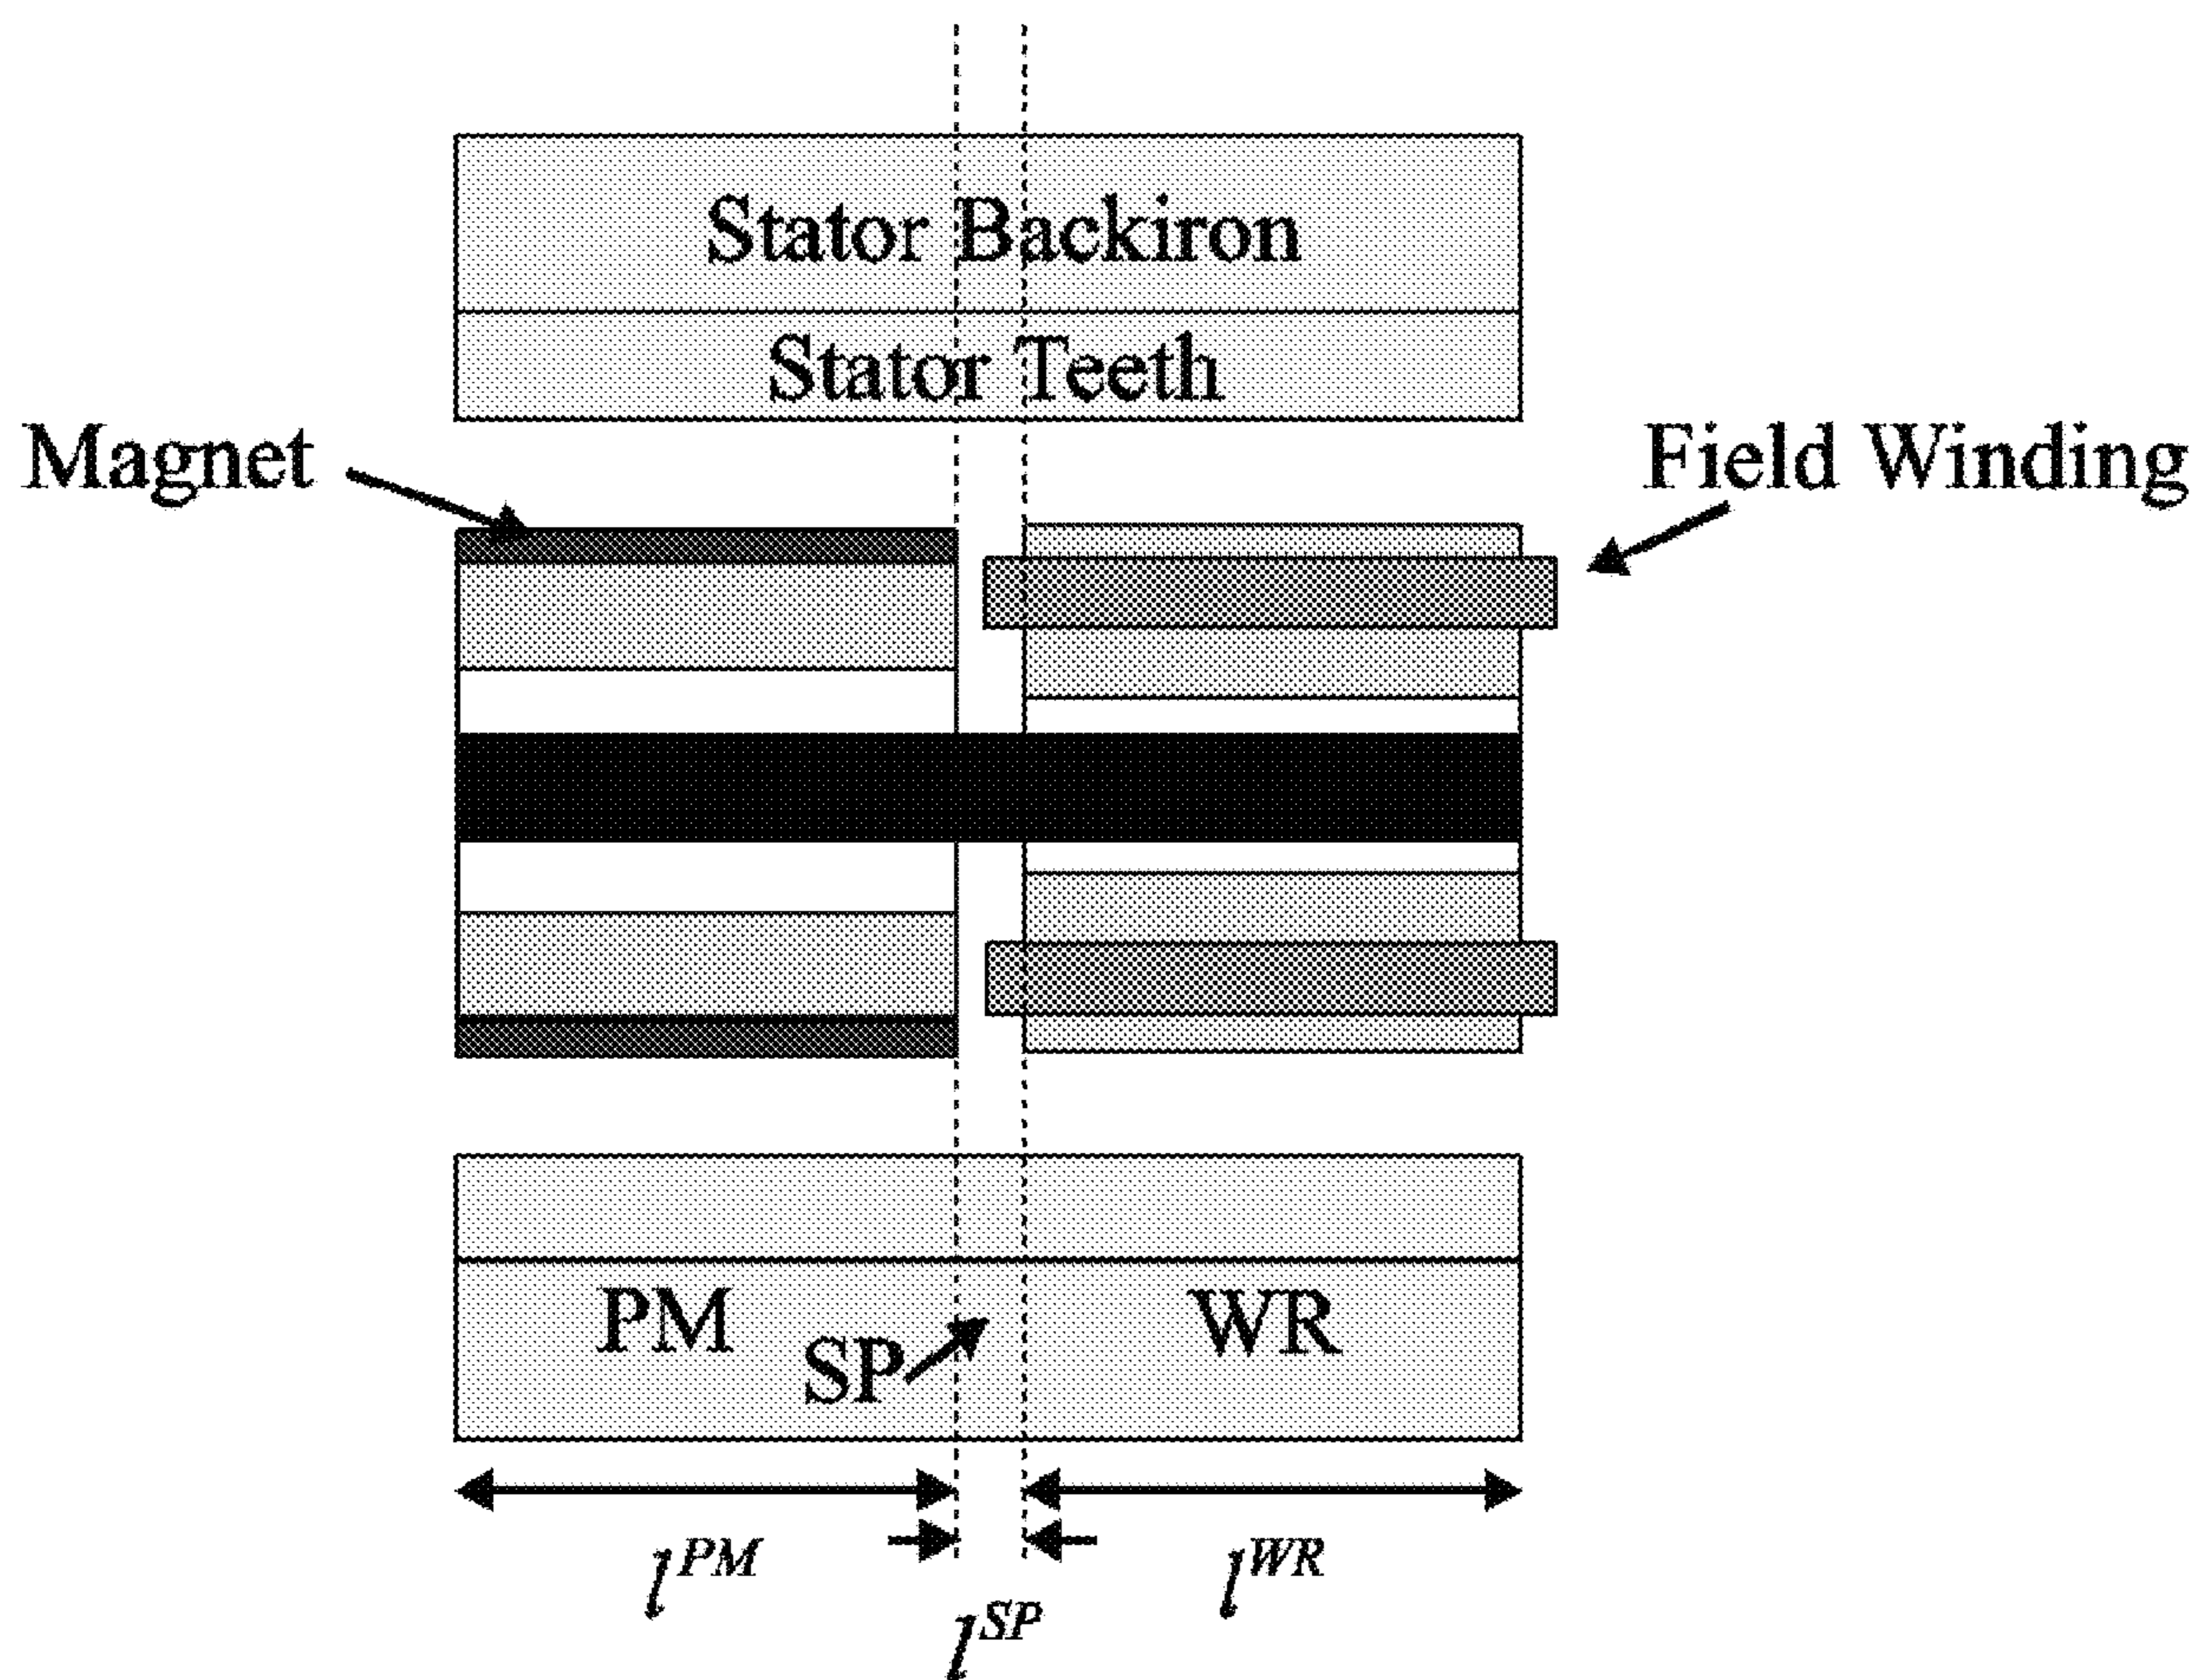 Stator Backiron
Stator Teeth
Magnet
Field Winding
PM
WR
SP
l^PM
l^WR
l^SP